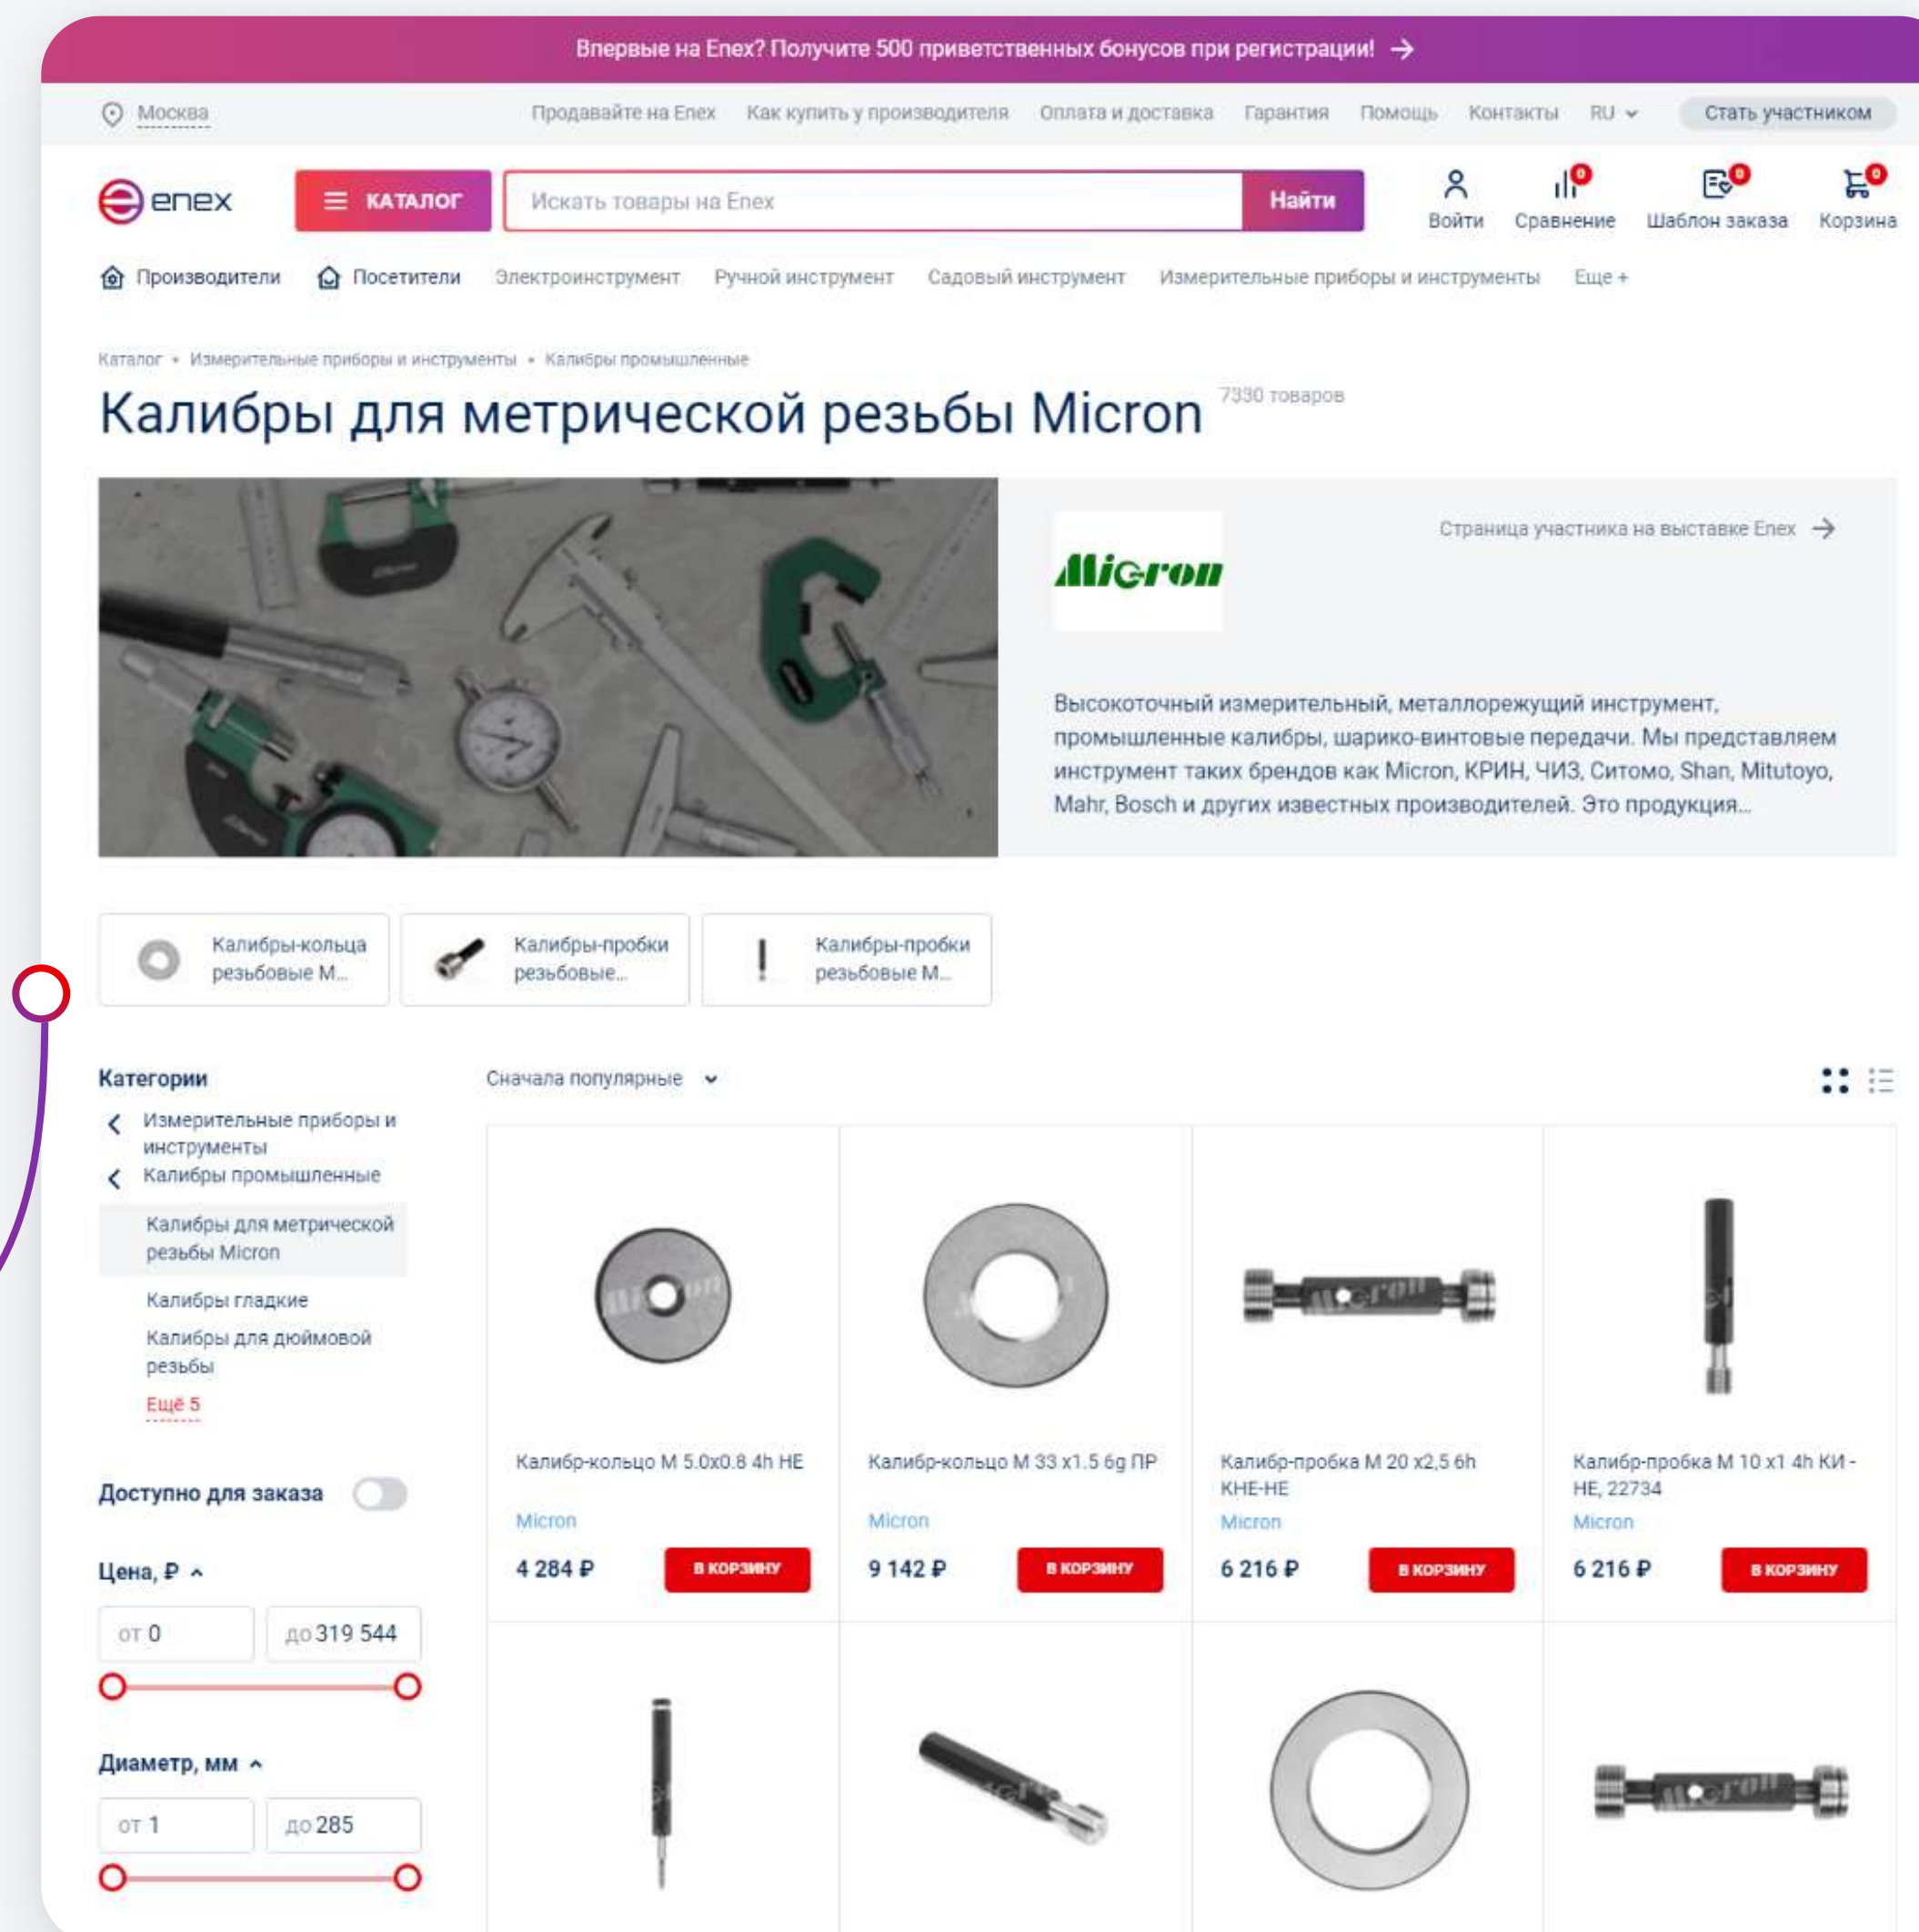 Впервые на Enex? Получите 500 приветственных бонусов при регистрации! →
Москва
Продавайте на Enex Как купить у производителя Оплата и доставка Гарантия Помощь Контакты RU Стать участником
enex
КАТАЛОГ
Искать товары на Enex
Найти
Войти
0 Сравнение
0 Шаблон заказа
0 Корзина
Производители Посетители Электроинструмент Ручной инструмент Садовый инструмент Измерительные приборы и инструменты Еще +
Каталог • Измерительные приборы и инструменты • Калибры промышленные
Калибры для метрической резьбы Micron 7330 товаров
Micron
Страница участника на выставке Enex →
Высокоточный измерительный, металлорежущий инструмент,
промышленные калибры, шарико-винтовые передачи. Мы представляем
инструмент таких брендов как Micron, КРИН, ЧИЗ, Ситомо, Shan, Mitutoyo,
Mahr, Bosch и других известных производителей. Это продукция...
Калибры-кольца
резьбовые М...
Калибры-пробки
резьбовые...
Калибры-пробки
резьбовые М...
Категории
Измерительные приборы и
инструменты
Калибры промышленные
Калибры для метрической
резьбы Micron
Калибры гладкие
Калибры для дюймовой
резьбы
Ещё 5
Доступно для заказа
Цена, ₽
от 0 до 319 544
Диаметр, мм
от 1 до 285
Сначала популярные
Калибр-кольцо М 5.0х0.8 4h НЕ
Micron
4 284 ₽ В КОРЗИНУ
Калибр-кольцо М 33 х1.5 6g ПР
Micron
9 142 ₽ В КОРЗИНУ
Калибр-пробка М 20 х2,5 6h
КНЕ-НЕ
Micron
6 216 ₽ В КОРЗИНУ
Калибр-пробка М 10 х1 4h КИ -
НЕ, 22734
Micron
6 216 ₽ В КОРЗИНУ